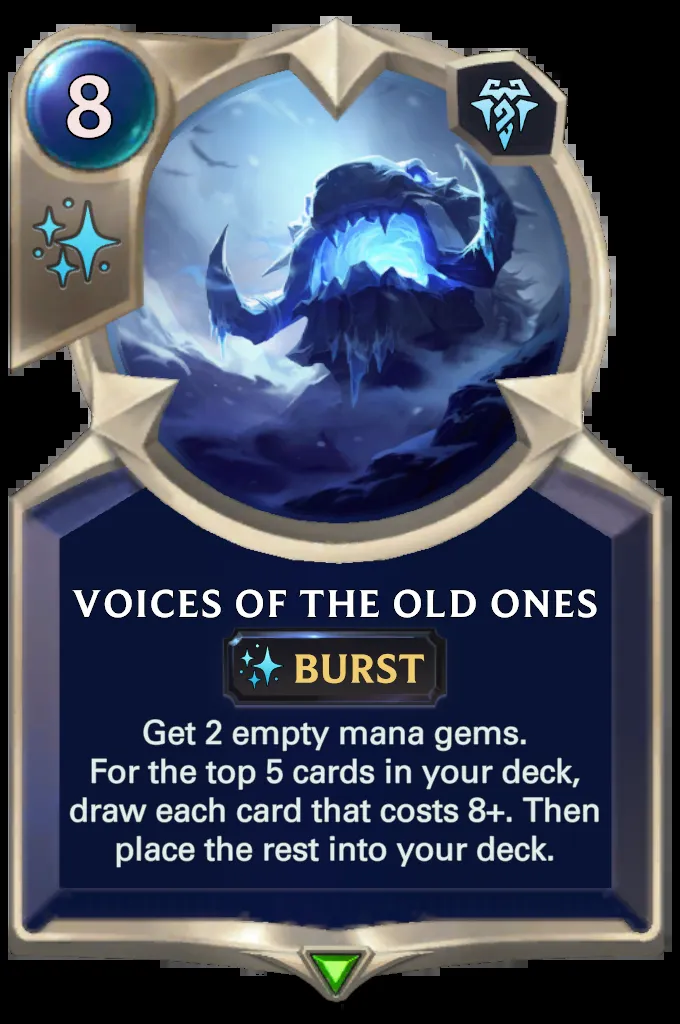 8
VOICES OF THE OLD ONES
BURST
Get 2 empty mana gems.
For the top 5 cards in your deck,
draw each card that costs 8+. Then
place the rest into your deck.